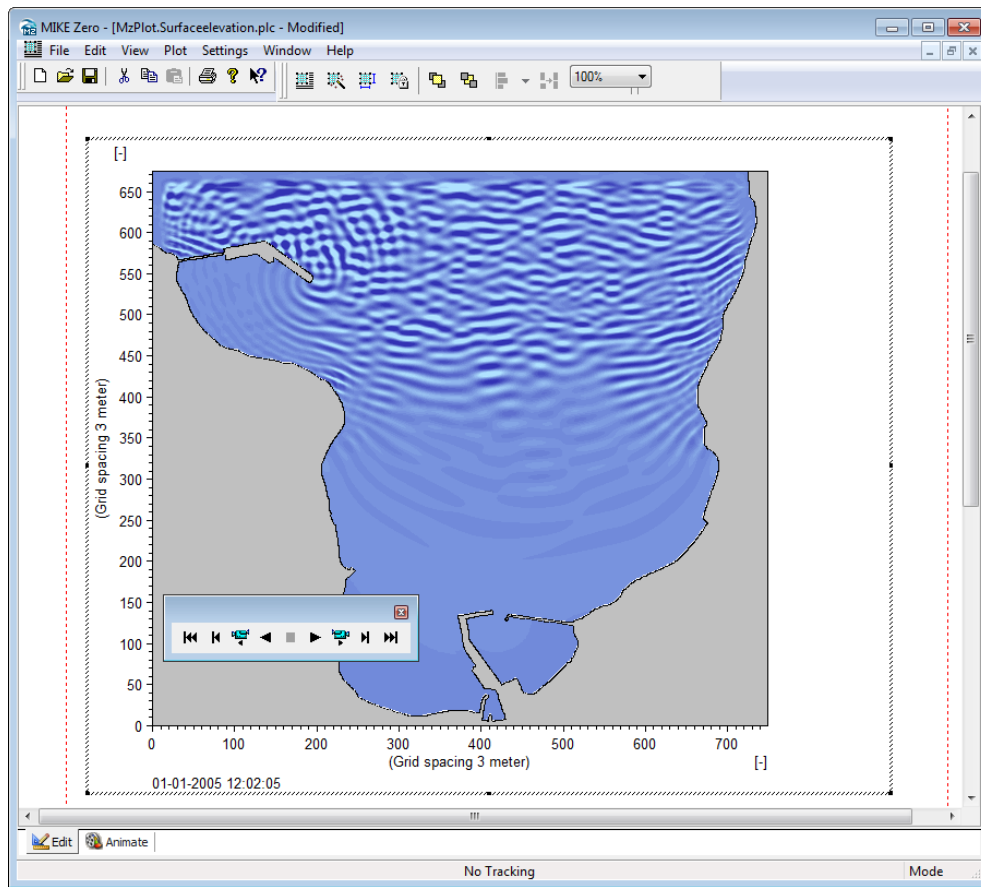 MIKE Zero - [MzPlot.Surfaceelevation.plc - Modified]
File Edit View Plot Settings Window Help
100%
[-]
650
600
550
500
450
400
350
300
250
200
150
100
50
0
(Grid spacing 3 meter)
0 100 200 300 400 500 600 700
(Grid spacing 3 meter) [-]
01-01-2005 12:02:05
Edit Animate
No Tracking Mode